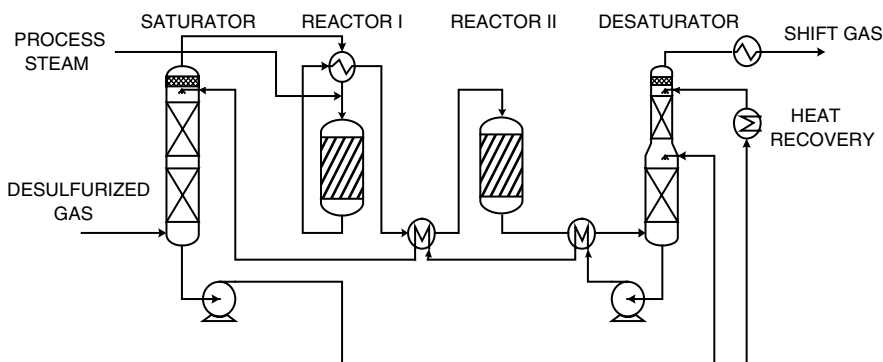 SATURATOR
REACTOR I
REACTOR II
DESATURATOR
PROCESS
STEAM
SHIFT GAS
HEAT
RECOVERY
DESULFURIZED
GAS